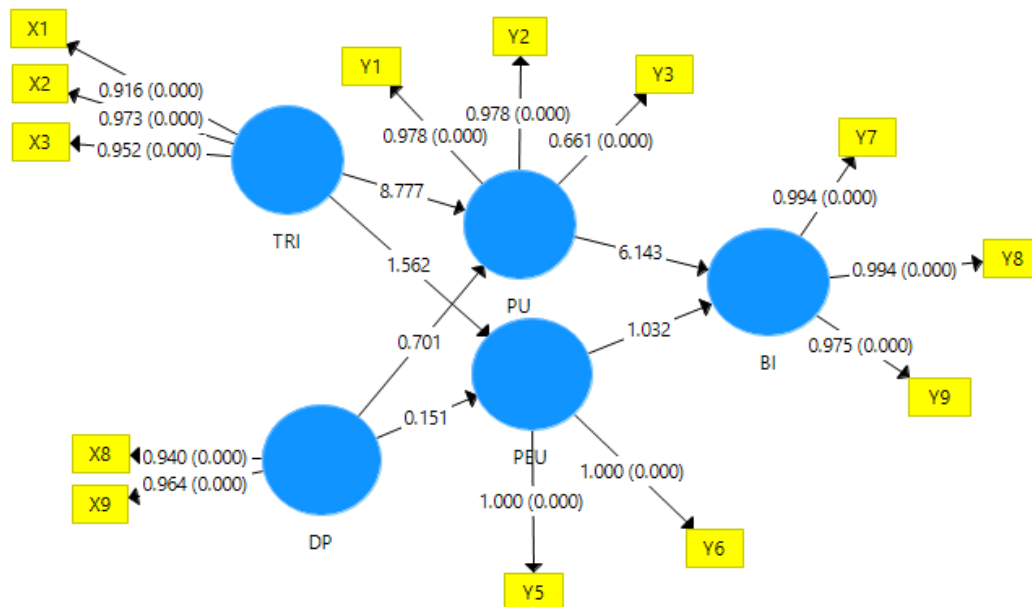 X1
X2
X3
0.916 (0.000)
0.973 (0.000)
0.952 (0.000)
TRI
Y1
Y2
Y3
0.978 (0.000)
0.978 (0.000)
0.661 (0.000)
8.777
1.562
PU
0.701
0.151
6.143
1.032
Y7
Y8
Y9
0.994 (0.000)
0.994 (0.000)
0.975 (0.000)
BI
X8
X9
0.940 (0.000)
0.964 (0.000)
DP
PEU
1.000 (0.000)
1.000 (0.000)
Y5
Y6